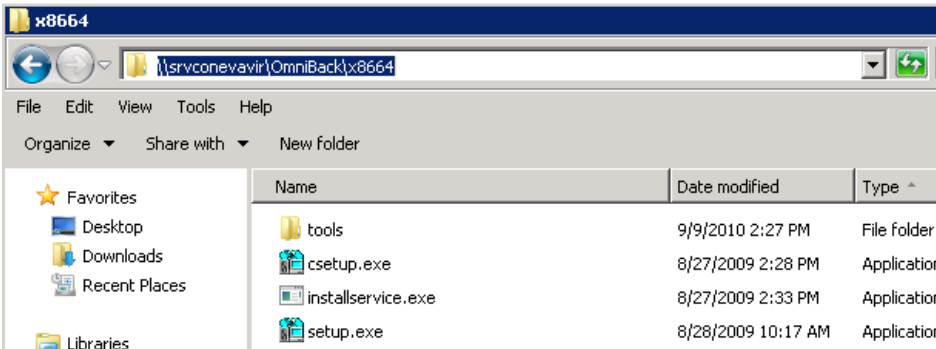 x8664
\\srvconevavir\OmniBack\x8664
File Edit View Tools Help
Organize Share with New folder
Favorites
Desktop
Downloads
Recent Places
Libraries
Name Date modified Type
tools 9/9/2010 2:27 PM File folder
csetup.exe 8/27/2009 2:28 PM Application
installservice.exe 8/27/2009 2:33 PM Application
setup.exe 8/28/2009 10:17 AM Application